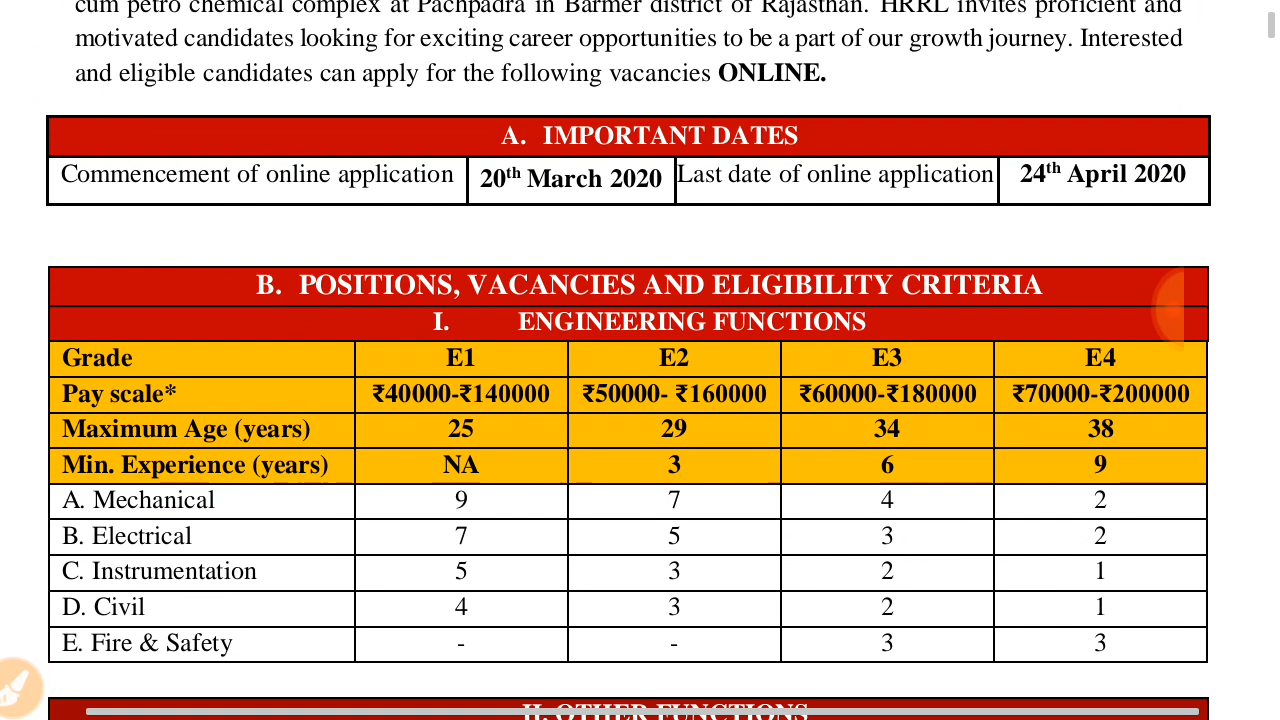 cum petro chemical complex at Pachpadra in Barmer district of Rajasthan. HRRL invites proficient and
motivated candidates looking for exciting career opportunities to be a part of our growth journey. Interested
and eligible candidates can apply for the following vacancies ONLINE.
A. IMPORTANT DATES
Commencement of online application 20th March 2020 Last date of online application 24th April 2020
B. POSITIONS, VACANCIES AND ELIGIBILITY CRITERIA
I. ENGINEERING FUNCTIONS
Grade E1 E2 E3 E4
Pay scale* ₹40000-₹140000 ₹50000- ₹160000 ₹60000-₹180000 ₹70000-₹200000
Maximum Age (years) 25 29 34 38
Min. Experience (years) NA 3 6 9
A. Mechanical 9 7 4 2
B. Electrical 7 5 3 2
C. Instrumentation 5 3 2 1
D. Civil 4 3 2 1
E. Fire & Safety - - 3 3
II. OTHER FUNCTIONS